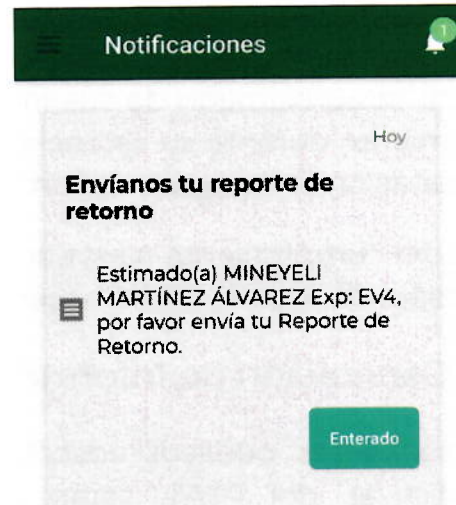 Notificaciones
1
Hoy
Envíanos tu reporte de
retorno
Estimado(a) MINEYELI
MARTÍNEZ ÁLVAREZ Exp: EV4,
por favor envía tu Reporte de
Retorno.
Enterado